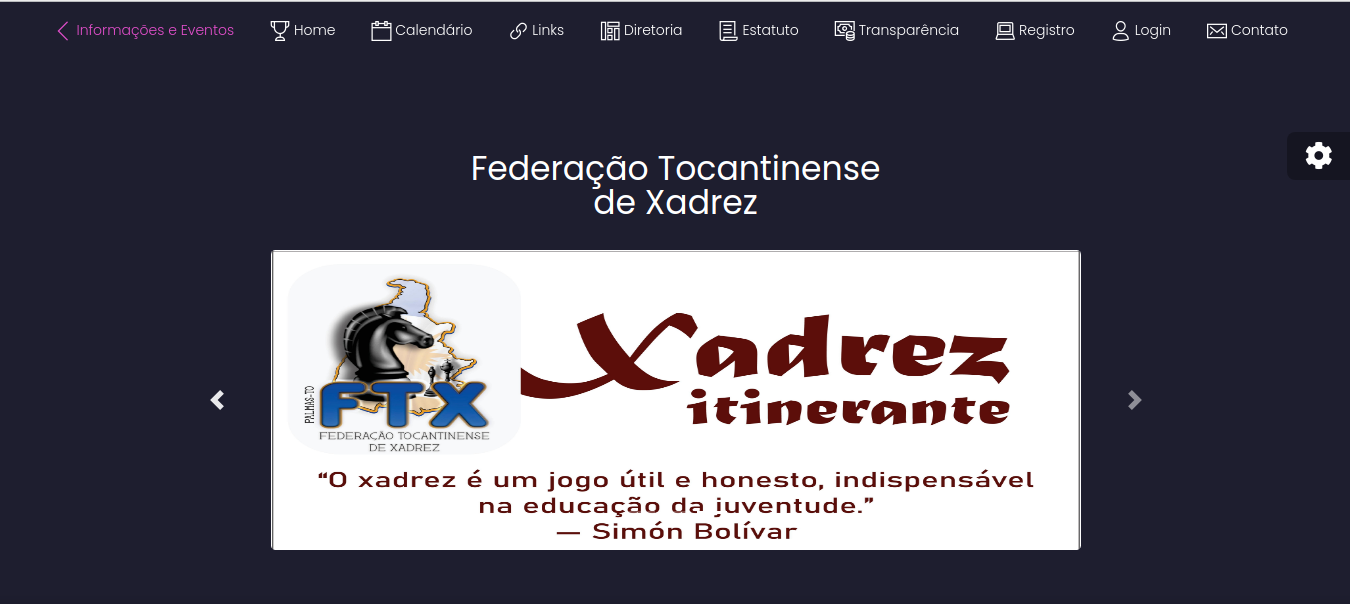 Informações e Eventos Home Calendário Links Diretoria Estatuto Transparência Registro Login Contato
Federação Tocantinense
de Xadrez
PALMAS-TO
FTX
FEDERAÇÃO TOCANTINENSE
DE XADREZ
Xadrez
itinerante
“O xadrez é um jogo útil e honesto, indispensável
na educação da juventude.”
— Simón Bolívar